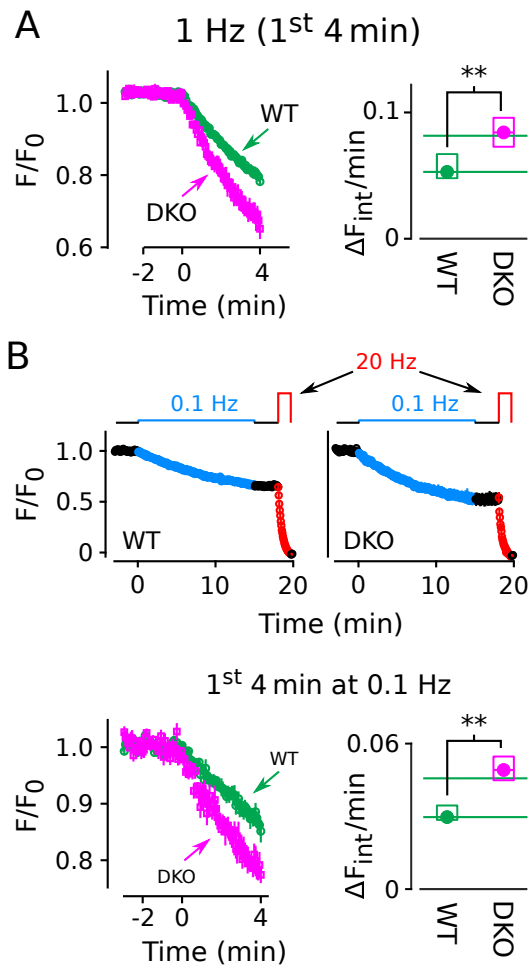 A
1 Hz (1st 4 min)
F/F0
1.0
0.8
0.6
WT
DKO
-2 0 2 4
Time (min)
**
ΔFint/min
0.1
0
WT
DKO
B
20 Hz
0.1 Hz
0.1 Hz
F/F0
1.0
0.5
0
WT
DKO
0 10 20
0 10 20
Time (min)
Time (min)
1st 4 min at 0.1 Hz
F/F0
1.0
0.9
0.8
WT
DKO
-2 0 2 4
Time (min)
**
ΔFint/min
0.06
0
WT
DKO